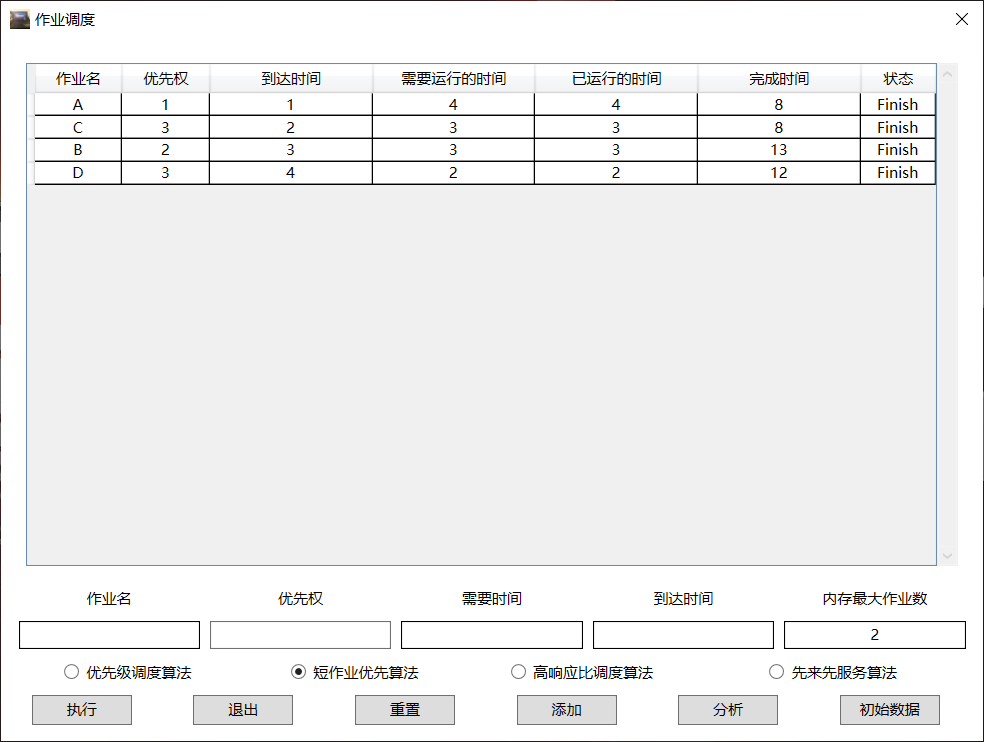 作业调度
作业名 优先权 到达时间 需要运行的时间 已运行的时间 完成时间 状态
A 1 1 4 4 8 Finish
C 3 2 3 3 8 Finish
B 2 3 3 3 13 Finish
D 3 4 2 2 12 Finish
作业名 优先权 需要时间 到达时间 内存最大作业数
2
优先级调度算法 短作业优先算法 高响应比调度算法 先来先服务算法
执行 退出 重置 添加 分析 初始数据